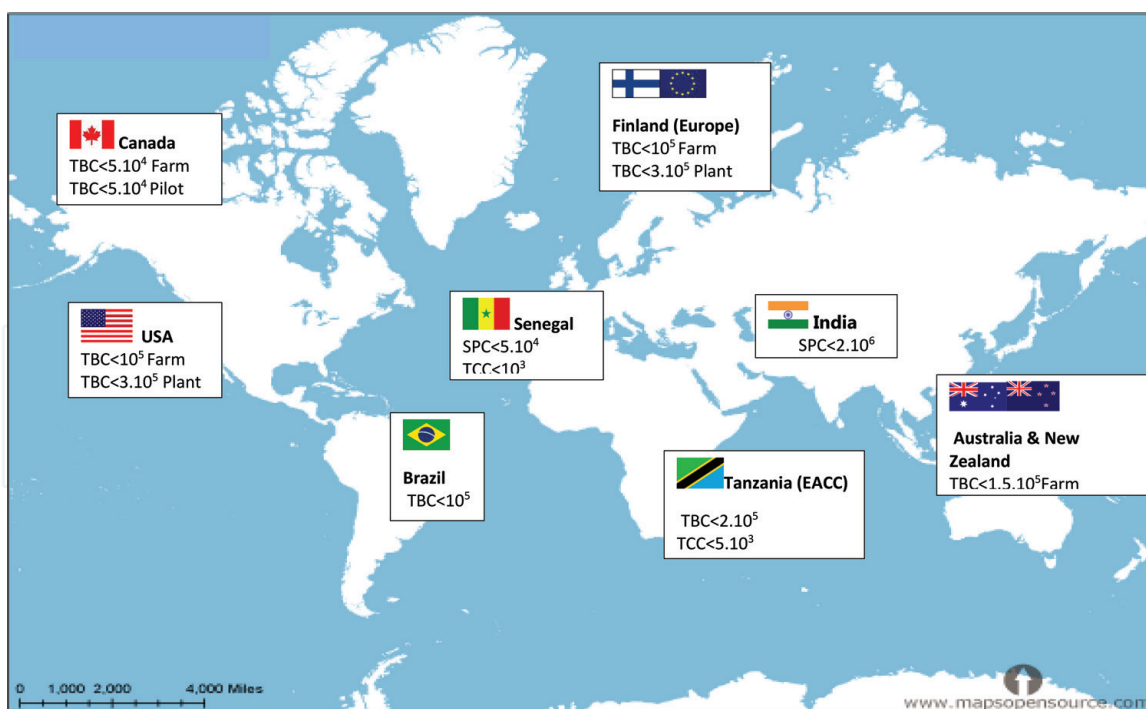 Canada
TBC<5.10⁴ Farm
TBC<5.10⁴ Pilot
Finland (Europe)
TBC<10⁵ Farm
TBC<3.10⁵ Plant
USA
TBC<10⁵ Farm
TBC<3.10⁵ Plant
Senegal
SPC<5.10⁴
TCC<10³
India
SPC<2.10⁶
Brazil
TBC<10⁵
Tanzania (EACC)
TBC<2.10⁵
TCC<5.10³
Australia & New
Zealand
TBC<1.5.10⁵Farm
0 1,000 2,000 4,000 Miles
www.mapsopensource.com